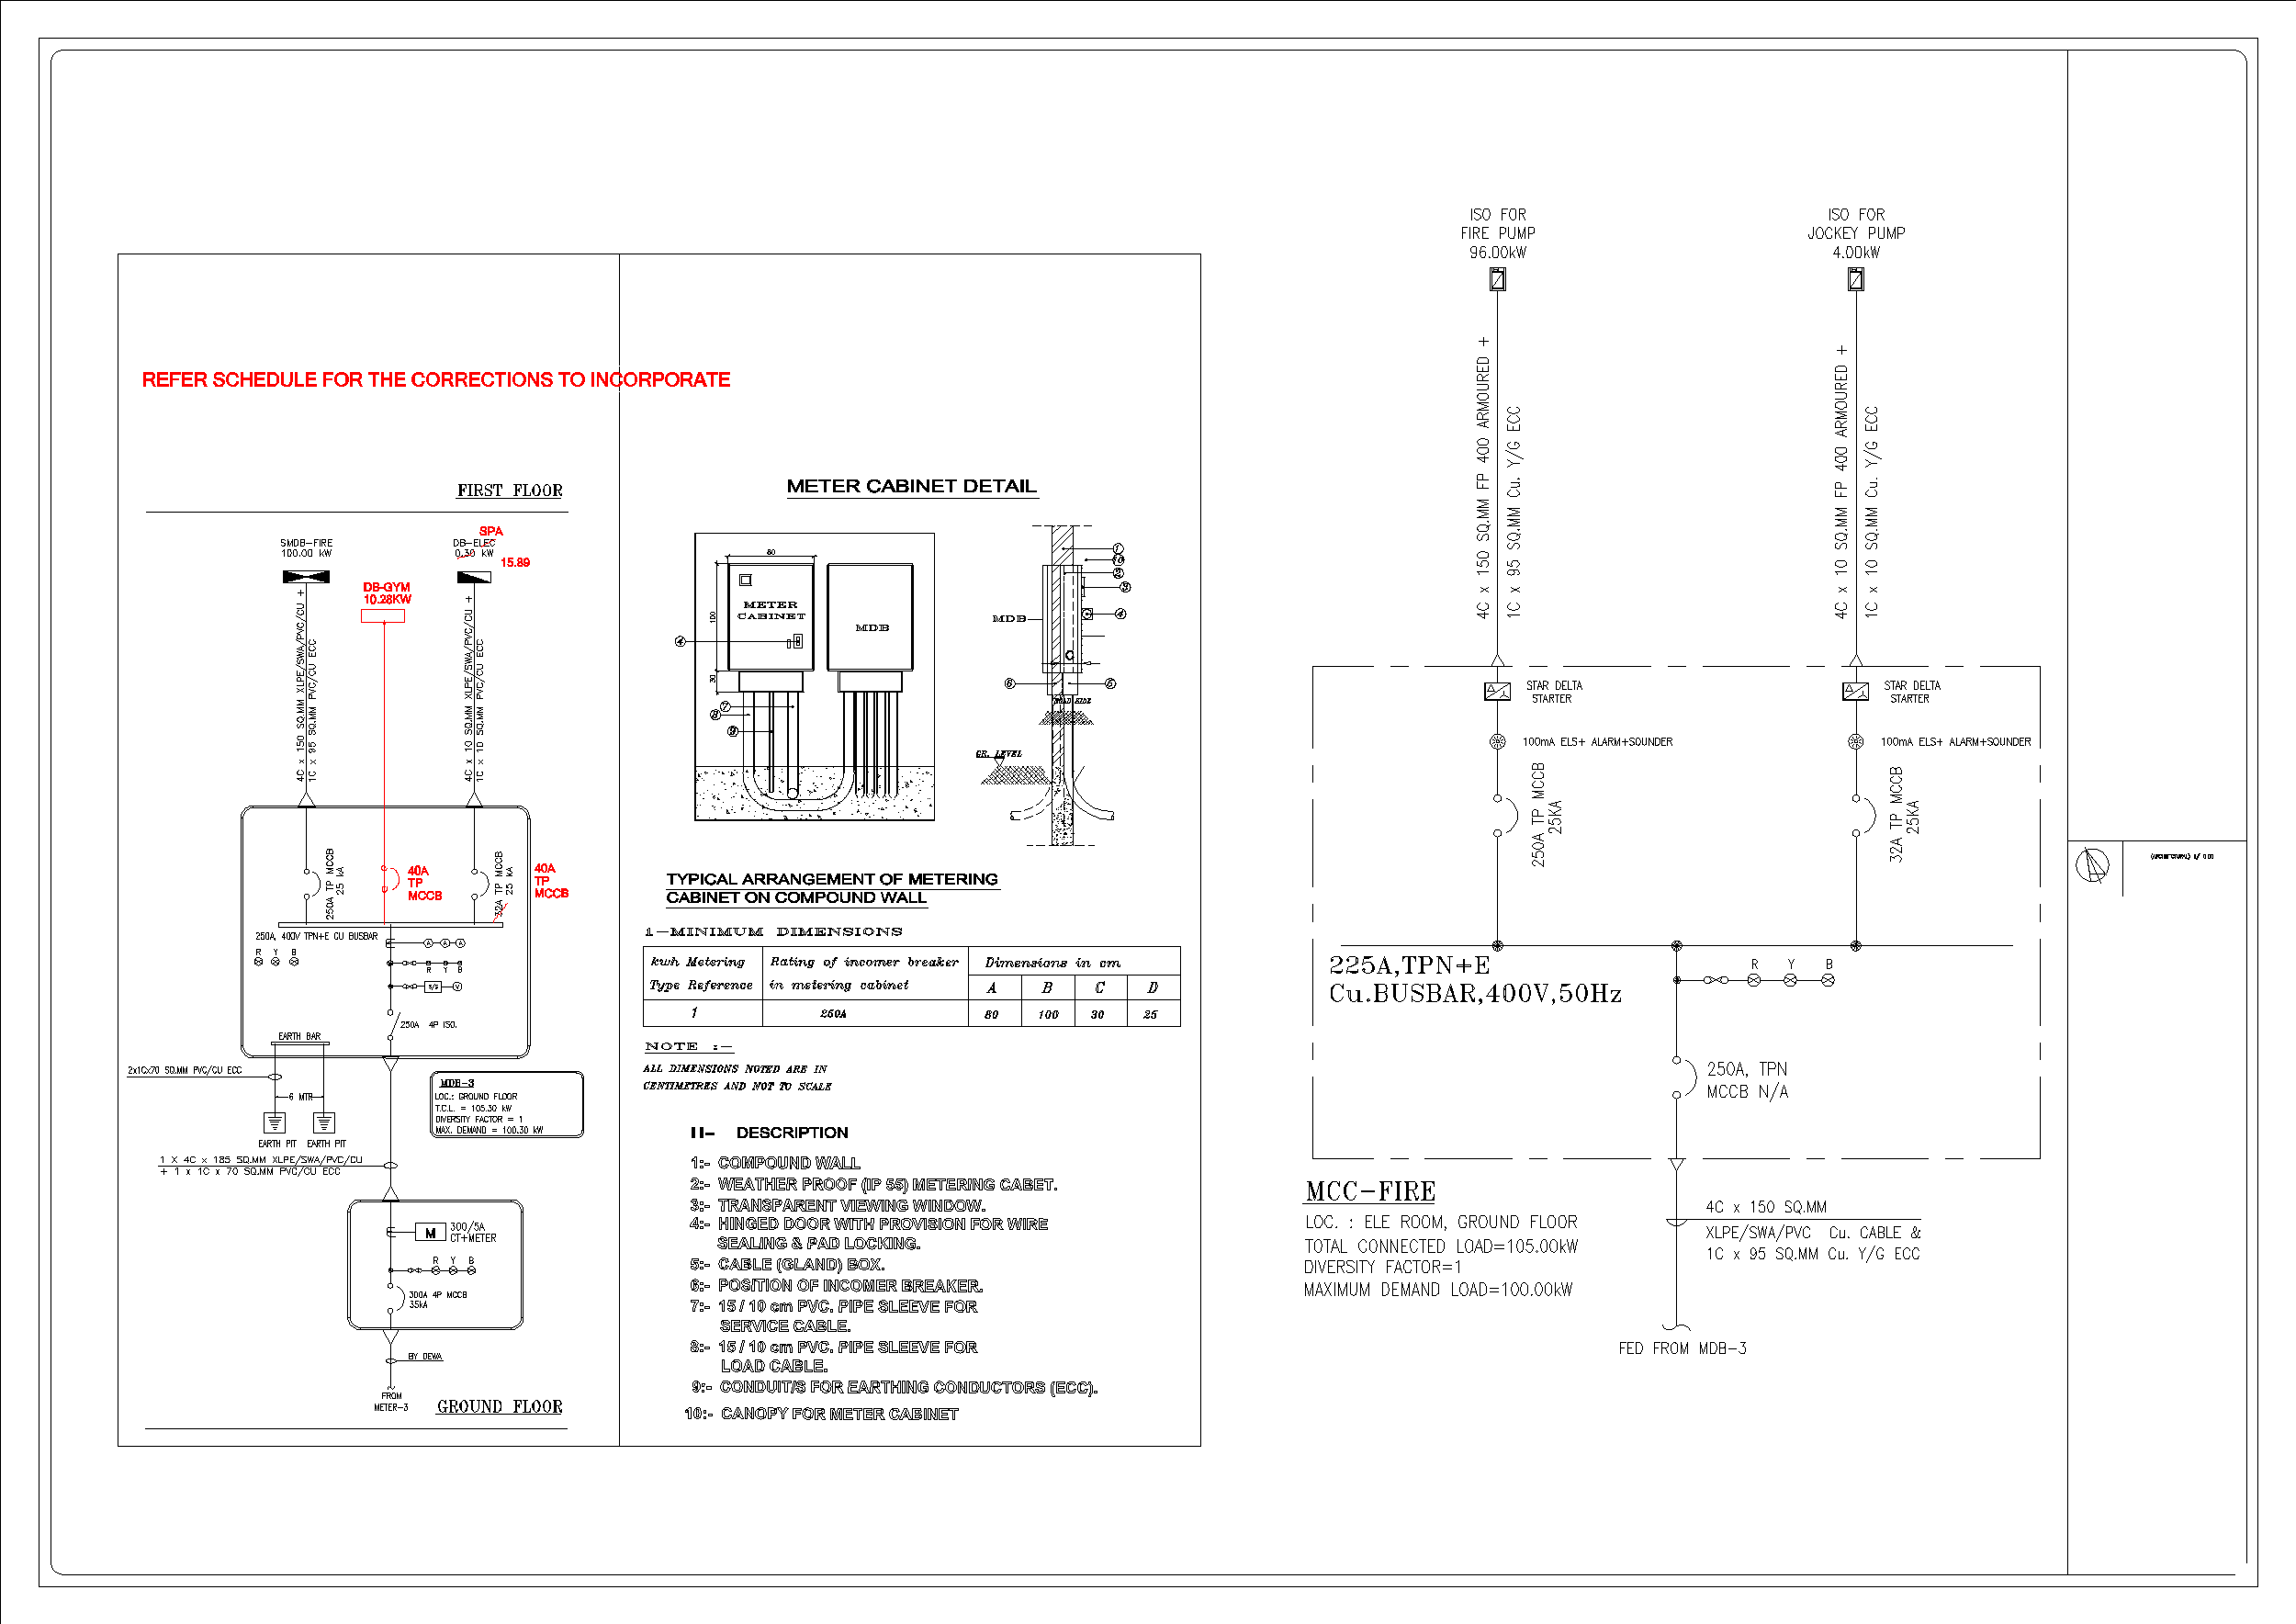 REFER SCHEDULE FOR THE CORRECTIONS TO INCORPORATE
FIRST FLOOR
SMDB-FIRE
100.00 KW
SPA
DB-ELEC
0.30 KW
15.89
DB-GYM
10.28KW
4C x 150 SQ.MM XLPE/SWA/PVC/CU +
1C x 95 SQ.MM PVC/CU ECC
4C x 10 SQ.MM XLPE/SWA/PVC/CU +
1C x 10 SQ.MM PVC/CU ECC
250A TP MCCB
25 kA
40A
TP
MCCB
32A TP MCCB
25 kA
40A
TP
MCCB
250A, 400V TPN+E CU BUSBAR
R Y B
A A A
R Y B
V
250A 4P ISO.
EARTH BAR
2x1Cx70 SQ.MM PVC/CU ECC
6 MTR
EARTH PIT EARTH PIT
MDB-3
LOC.: GROUND FLOOR
T.C.L. = 105.30 kW
DIVERSITY FACTOR = 1
MAX. DEMAND = 100.30 KW
1 X 4C x 185 SQ.MM XLPE/SWA/PVC/CU
+ 1 x 1C x 70 SQ.MM PVC/CU ECC
M
300/5A
CT+METER
R Y B
300A 4P MCCB
35kA
BY DEWA
FROM
METER-3
GROUND FLOOR
METER CABINET DETAIL
80
100
30
METER
CABINET
MDB
4
7
8
9
MDB
1
10
2
3
4
6
5
ROAD SIDE
GR. LEVEL
TYPICAL ARRANGEMENT OF METERING
CABINET ON COMPOUND WALL
1-MINIMUM DIMENSIONS
kwh Metering Rating of incomer breaker Dimensions in cm
Type Reference in metering cabinet A B C D
1 250A 80 100 30 25
NOTE :-
ALL DIMENSIONS NOTED ARE IN
CENTIMETRES AND NOT TO SCALE
II- DESCRIPTION
1:- COMPOUND WALL
2:- WEATHER PROOF (IP 55) METERING CABET.
3:- TRANSPARENT VIEWING WINDOW.
4:- HINGED DOOR WITH PROVISION FOR WIRE
SEALING & PAD LOCKING.
5:- CABLE (GLAND) BOX.
6:- POSITION OF INCOMER BREAKER.
7:- 15 / 10 cm PVC. PIPE SLEEVE FOR
SERVICE CABLE.
8:- 15 / 10 cm PVC. PIPE SLEEVE FOR
LOAD CABLE.
9:- CONDUIT/S FOR EARTHING CONDUCTORS (ECC).
10:- CANOPY FOR METER CABINET
ISO FOR
FIRE PUMP
96.00kW
ISO FOR
JOCKEY PUMP
4.00kW
4C x 150 SQ.MM FP 400 ARMOURED +
1C x 95 SQ.MM Cu. Y/G ECC
4C x 10 SQ.MM FP 400 ARMOURED +
1C x 10 SQ.MM Cu. Y/G ECC
STAR DELTA
STARTER
STAR DELTA
STARTER
100mA ELS+ ALARM+SOUNDER
100mA ELS+ ALARM+SOUNDER
250A TP MCCB
25KA
32A TP MCCB
25KA
225A,TPN+E
Cu.BUSBAR,400V,50Hz
R Y B
250A, TPN
MCCB N/A
MCC-FIRE
LOC. : ELE ROOM, GROUND FLOOR
TOTAL CONNECTED LOAD=105.00kW
DIVERSITY FACTOR=1
MAXIMUM DEMAND LOAD=100.00kW
4C x 150 SQ.MM
XLPE/SWA/PVC Cu. CABLE &
1C x 95 SQ.MM Cu. Y/G ECC
FED FROM MDB-3